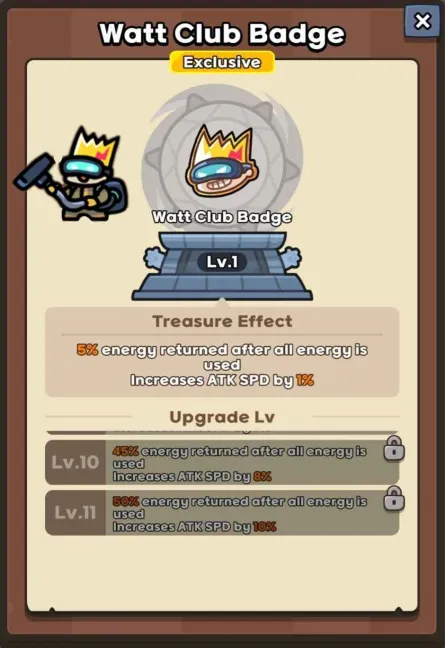 Watt Club Badge
Exclusive
Watt Club Badge
Lv.1
Treasure Effect
5% energy returned after all energy is
used
Increases ATK SPD by 1%
Upgrade Lv
Lv.10
45% energy returned after all energy is
used
Increases ATK SPD by 8%
Lv.11
50% energy returned after all energy is
used
Increases ATK SPD by 10%